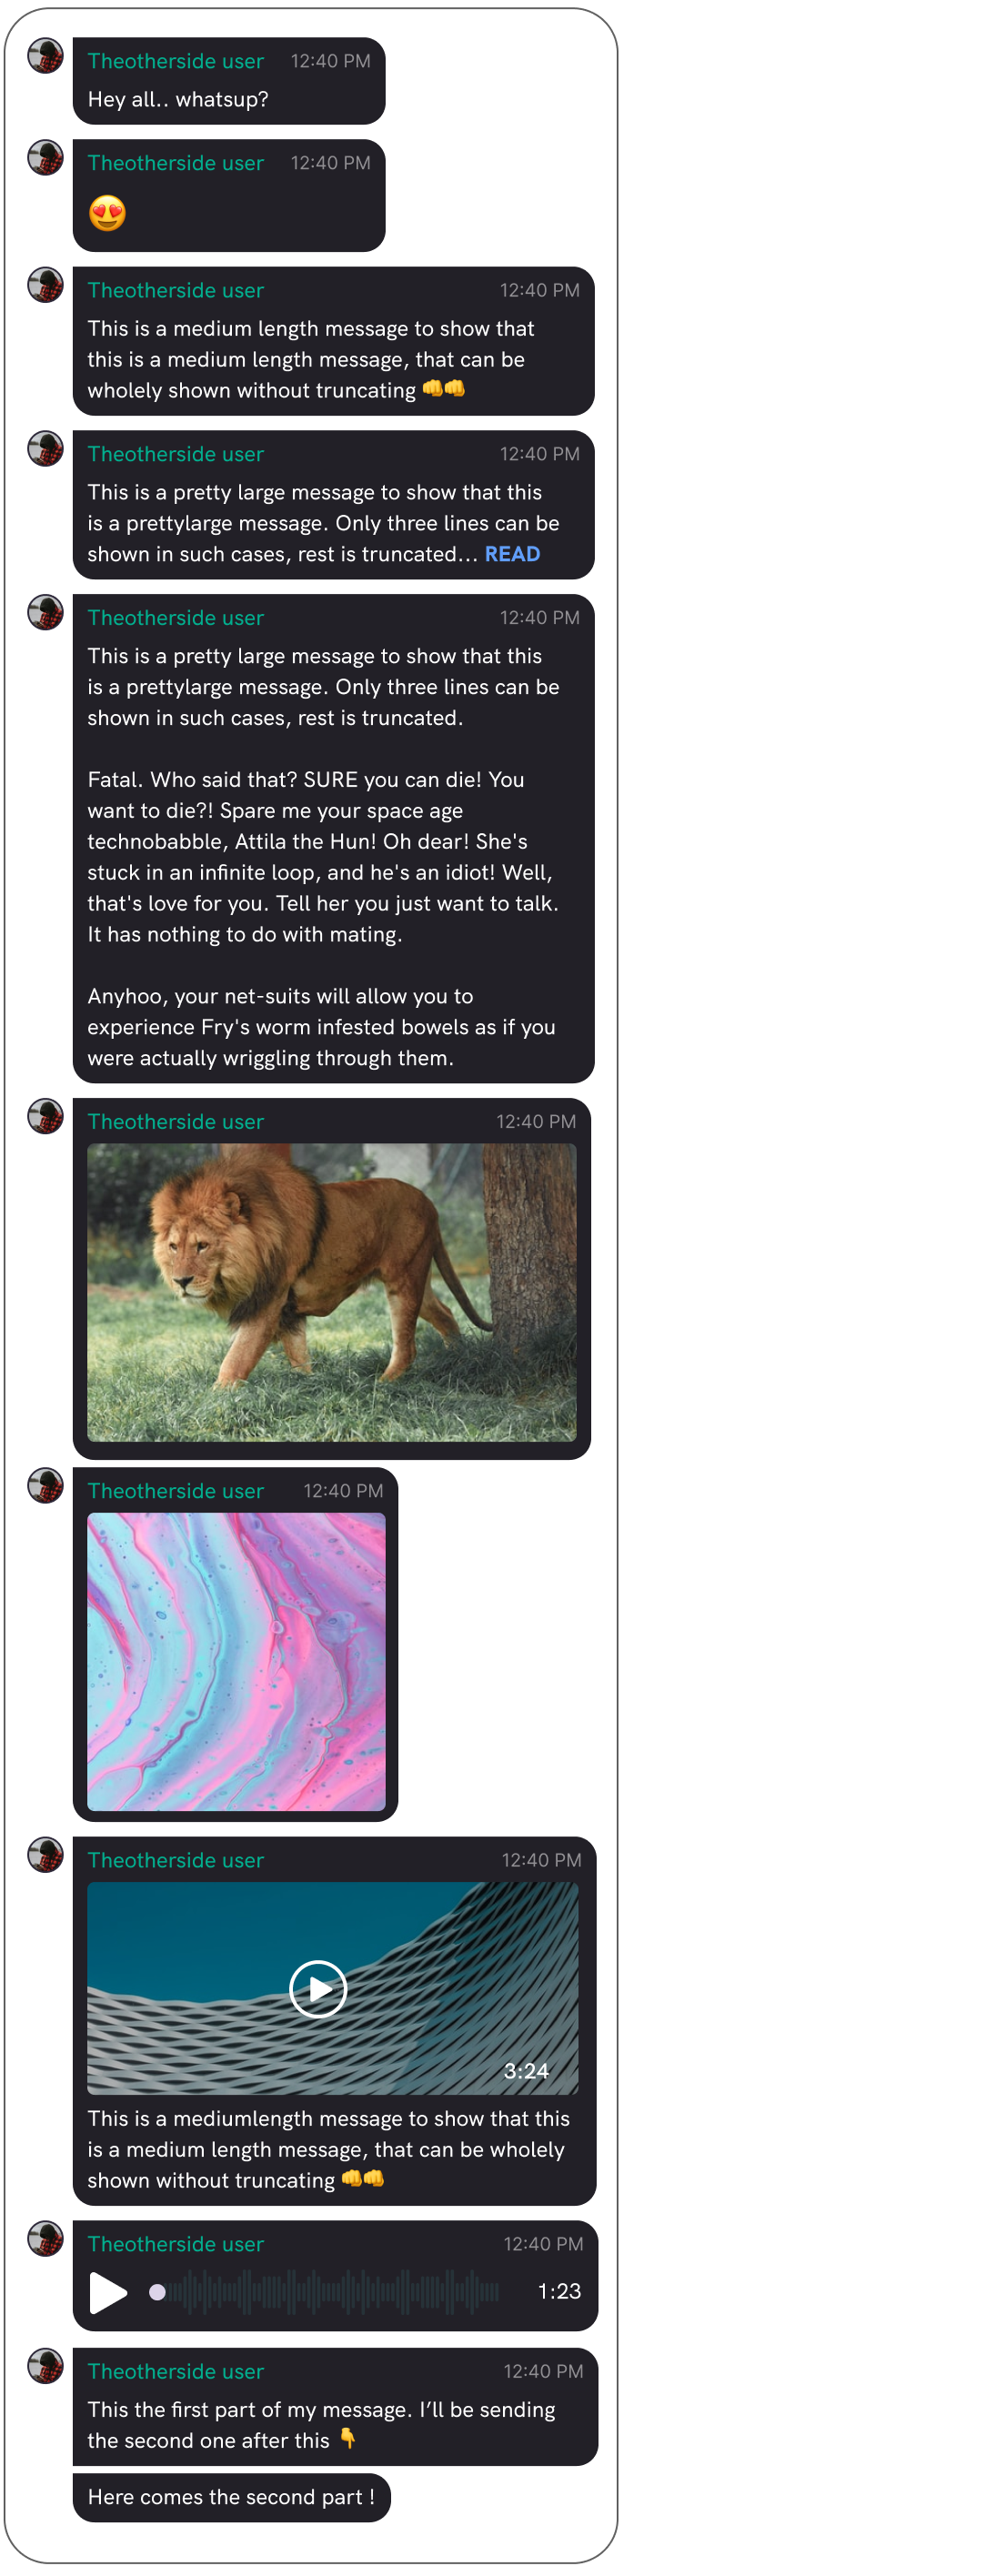 Theotherside user 12:40 PM
Hey all.. whatsup?
Theotherside user 12:40 PM
😍
Theotherside user 12:40 PM
This is a medium length message to show that
this is a medium length message, that can be
wholely shown without truncating 👊👊
Theotherside user 12:40 PM
This is a pretty large message to show that this
is a prettylarge message. Only three lines can be
shown in such cases, rest is truncated... READ
Theotherside user 12:40 PM
This is a pretty large message to show that this
is a prettylarge message. Only three lines can be
shown in such cases, rest is truncated.
Fatal. Who said that? SURE you can die! You
want to die?! Spare me your space age
technobabble, Attila the Hun! Oh dear! She's
stuck in an infinite loop, and he's an idiot! Well,
that's love for you. Tell her you just want to talk.
It has nothing to do with mating.
Anyhoo, your net-suits will allow you to
experience Fry's worm infested bowels as if you
were actually wriggling through them.
Theotherside user 12:40 PM
Theotherside user 12:40 PM
Theotherside user 12:40 PM
3:24
This is a mediumlength message to show that this
is a medium length message, that can be wholely
shown without truncating 👊👊
Theotherside user 12:40 PM
1:23
Theotherside user 12:40 PM
This the first part of my message. I’ll be sending
the second one after this 👇
Here comes the second part !